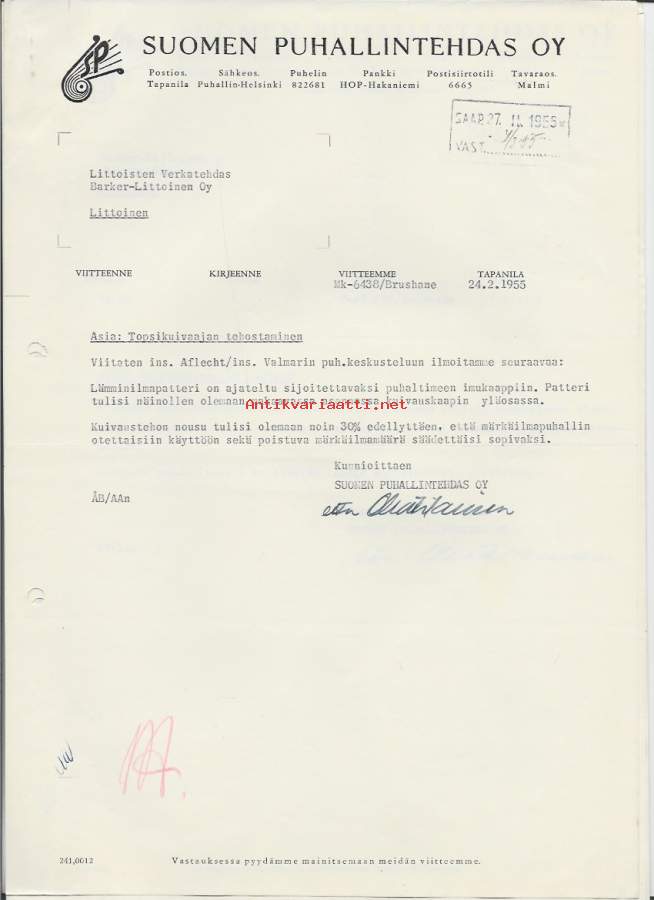 SP
SUOMEN PUHALLINTEHDAS OY
Postios. Sähkeos. Puhelin Pankki Postisiirtotili Tavaraos.
Tapanila Puhallin-Helsinki 822681 HOP-Hakaniemi 6665 Malmi
SAAP. 27. II. 1955
VAST.
Littoisten Verkatehdas
Barker-Littoinen Oy
Littoinen
VIITTEENNE KIRJEENNE VIITTEEMME TAPANILA
Mk-6438/Brushane 24.2.1955
Asia: Topsikuivaajan tehostaminen
Viitaten ins. Aflecht/ins. Valmarin puh.keskusteluun ilmoitamme seuraavaa:
Lämminilmapatteri on ajateltu sijoitettavaksi puhaltimeen imukaappiin. Patteri
tulisi näinollen olemaan makaavassa asennossa kuivauskaapin yläosassa.
Antikvariaatti.net
Kuivaustehon nousu tulisi olemaan noin 30% edellyttäen, että märkäilmapuhallin
otettaisiin käyttöön sekä poistuva märkäilmamäärä säädettäisi sopivaksi.
Kunnioittaen
SUOMEN PUHALLINTEHDAS OY
ÅB/AAn
241,0012 Vastauksessa pyydämme mainitsemaan meidän viitteemme.